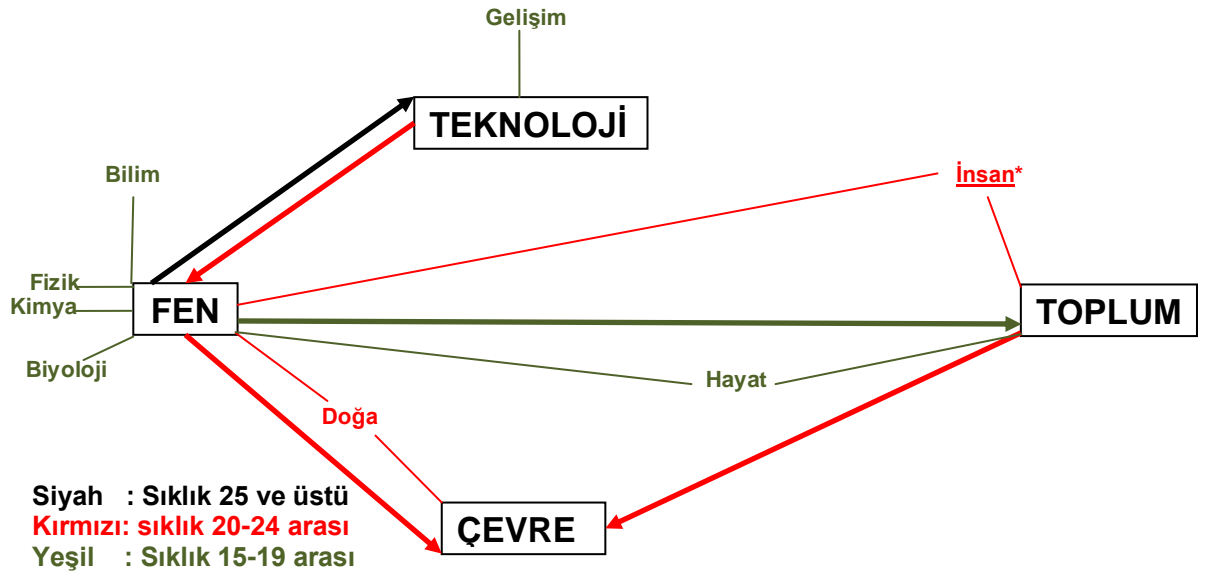 Gelişim
TEKNOLOJİ
Bilim
İnsan*
Fizik
Kimya
FEN
TOPLUM
Biyoloji
Hayat
Doğa
Siyah : Sıklık 25 ve üstü
Kırmızı: sıklık 20-24 arası
Yeşil : Sıklık 15-19 arası
ÇEVRE